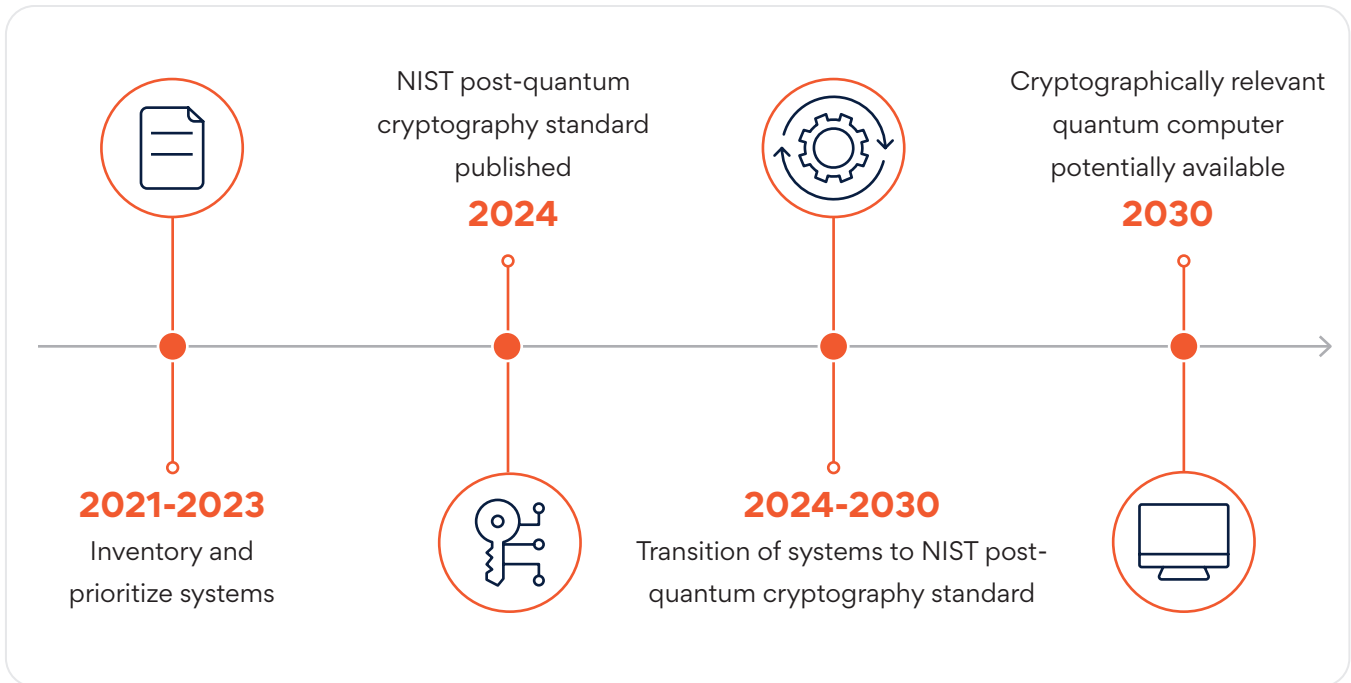 2021-2023
Inventory and
prioritize systems
NIST post-quantum
cryptography standard
published
2024
2024-2030
Transition of systems to NIST post-
quantum cryptography standard
Cryptographically relevant
quantum computer
potentially available
2030